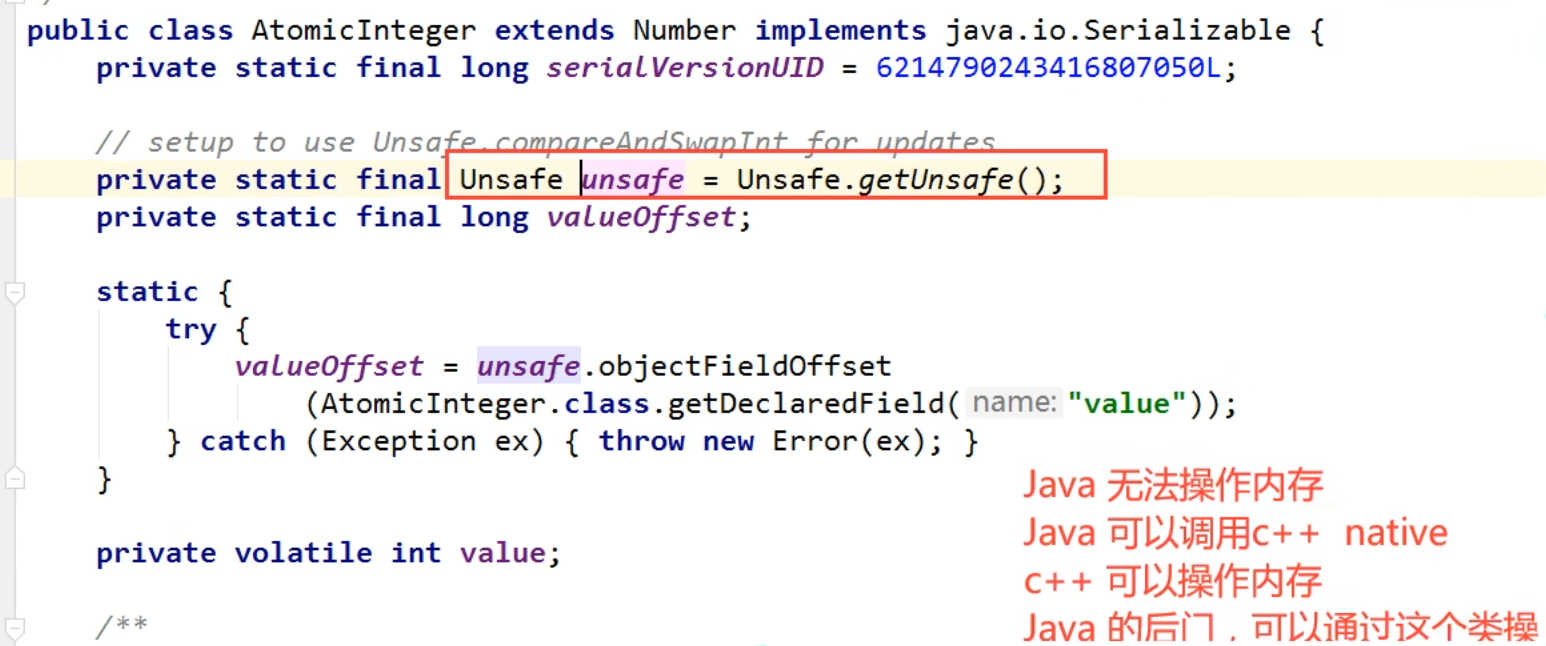 public class AtomicInteger extends Number implements java.io.Serializable {
private static final long serialVersionUID = 6214790243416807050L;
// setup to use Unsafe.compareAndSwapInt for updates
private static final Unsafe unsafe = Unsafe.getUnsafe();
private static final long valueOffset;
static {
try {
valueOffset = unsafe.objectFieldOffset
(AtomicInteger.class.getDeclaredField( name: "value"));
} catch (Exception ex) { throw new Error(ex); }
}
Java 无法操作内存
Java 可以调用c++ native
private volatile int value;
c++ 可以操作内存
/**
Java 的后门，可以通过这个类操